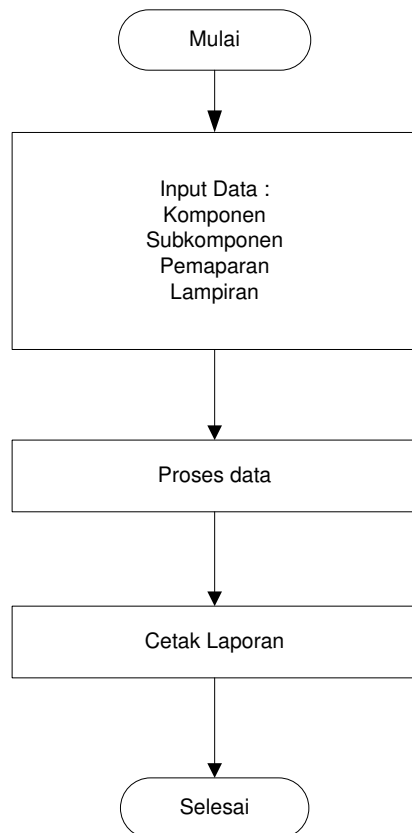 Mulai
Input Data :
Komponen
Subkomponen
Pemaparan
Lampiran
Proses data
Cetak Laporan
Selesai